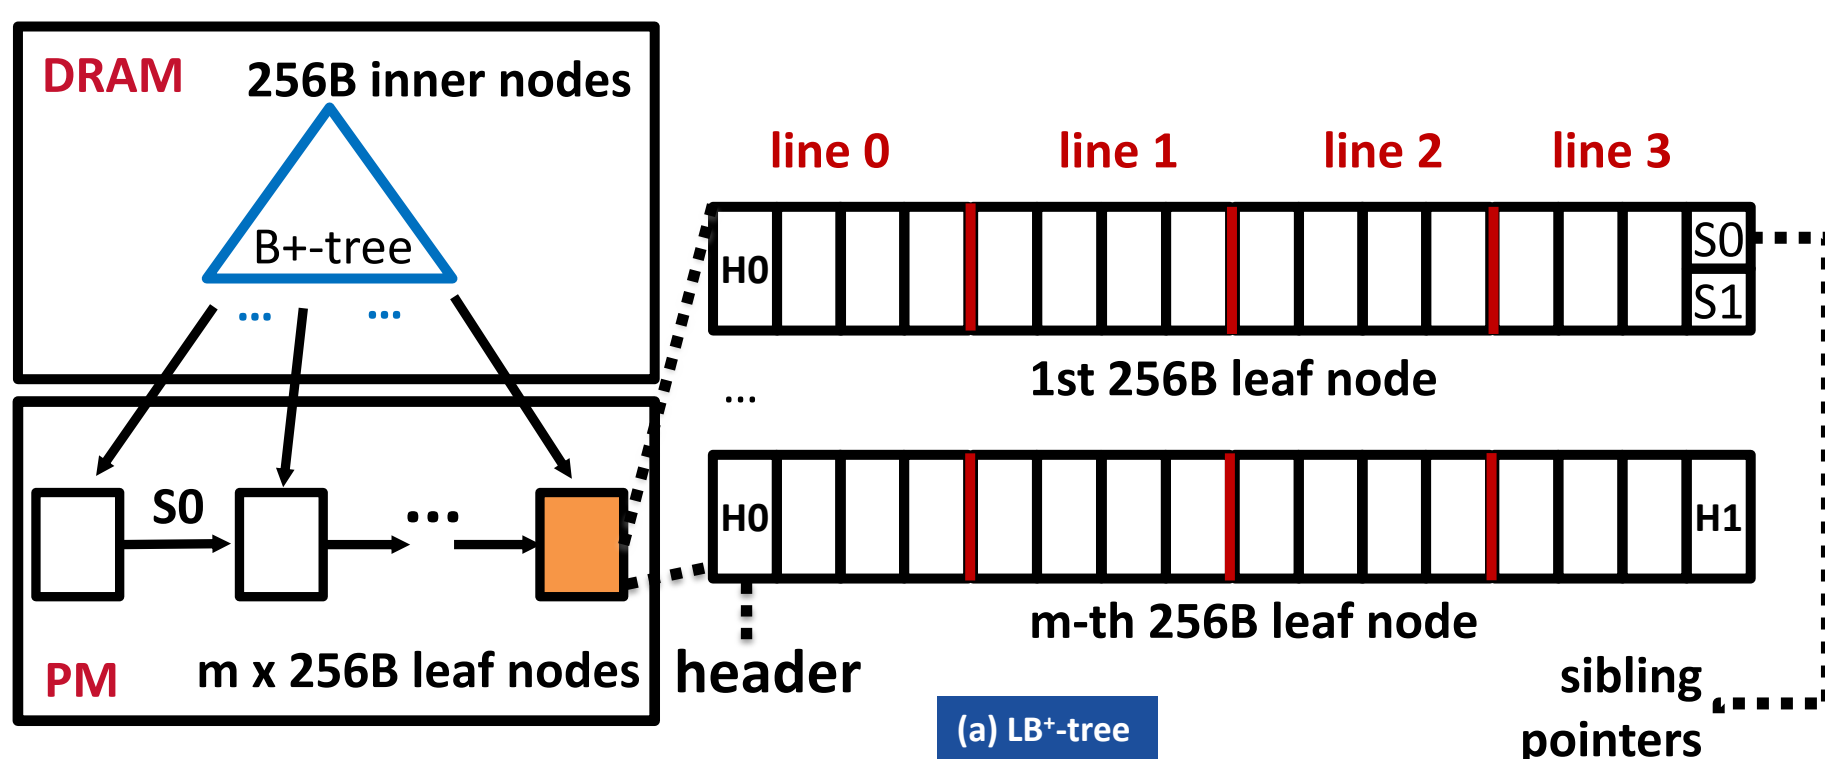 DRAM
256B inner nodes
B+-tree
...
...
S0
...
PM
m x 256B leaf nodes
line 0
line 1
line 2
line 3
H0
S0
S1
1st 256B leaf node
...
H0
H1
m-th 256B leaf node
header
sibling
pointers
(a) LB+-tree